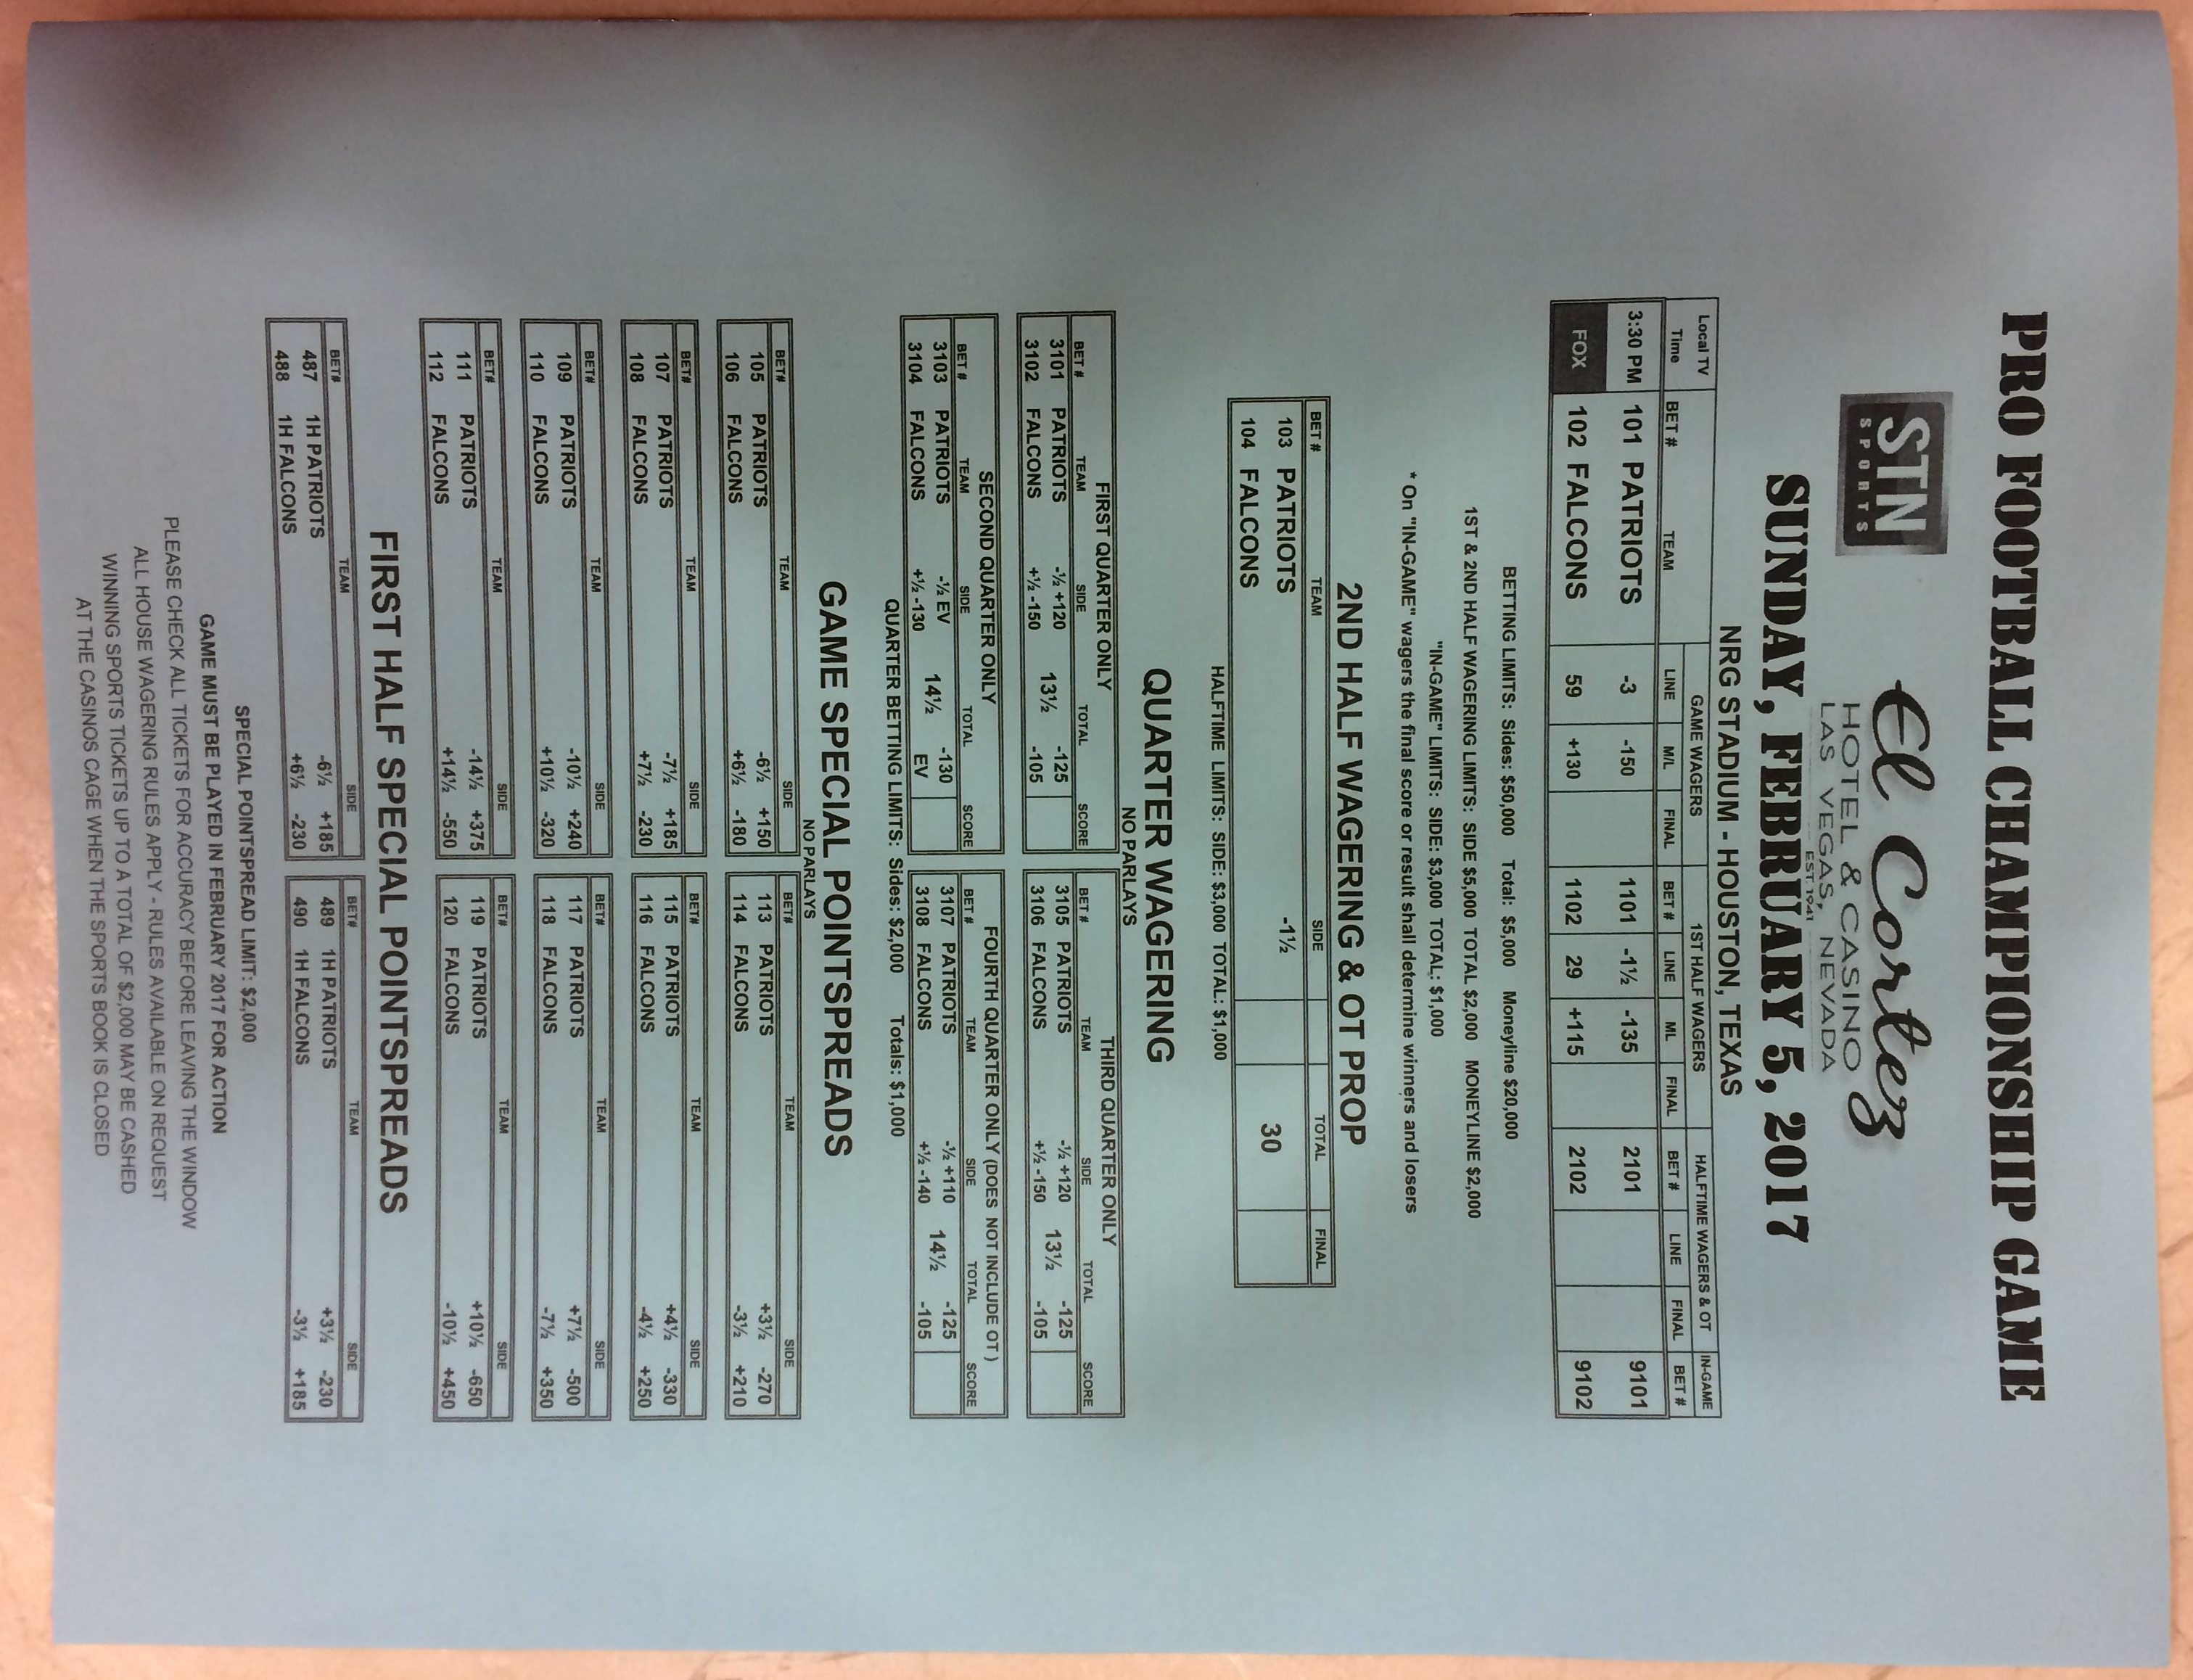 PRO FOOTBALL CHAMPIONSHIP GAME
STN
SPORTS
El Cortez
HOTEL & CASINO
LAS VEGAS, NEVADA
EST. 1941
SUNDAY, FEBRUARY 5, 2017
NRG STADIUM - HOUSTON, TEXAS
Local TV GAME WAGERS 1ST HALF WAGERS HALFTIME WAGERS & OT IN-GAME
Time BET # TEAM LINE M/L FINAL BET # LINE ML FINAL BET # LINE FINAL BET #
3:30 PM 101 PATRIOTS -3 -150 1101 -1½ -135 2101 9101
FOX 102 FALCONS 59 +130 1102 29 +115 2102 9102
BETTING LIMITS: Sides: $50,000 Total: $5,000 Moneyline $20,000
1ST & 2ND HALF WAGERING LIMITS: SIDE $5,000 TOTAL $2,000 MONEYLINE $2,000
"IN-GAME" LIMITS: SIDE: $3,000 TOTAL: $1,000
* On "IN-GAME" wagers the final score or result shall determine winners and losers
2ND HALF WAGERING & OT PROP
BET # TEAM SIDE TOTAL FINAL
103 PATRIOTS -1½ 30
104 FALCONS
HALFTIME LIMITS: SIDE: $3,000 TOTAL: $1,000
QUARTER WAGERING
NO PARLAYS
FIRST QUARTER ONLY THIRD QUARTER ONLY
BET # TEAM SIDE TOTAL SCORE BET # TEAM SIDE TOTAL SCORE
3101 PATRIOTS -½ +120 13½ -125 3105 PATRIOTS -½ +120 13½ -125
3102 FALCONS +½ -150 -105 3106 FALCONS +½ -150 -105
SECOND QUARTER ONLY FOURTH QUARTER ONLY (DOES NOT INCLUDE OT )
BET # TEAM SIDE TOTAL SCORE BET # TEAM SIDE TOTAL SCORE
3103 PATRIOTS -½ EV 14½ -130 3107 PATRIOTS -½ +110 14½ -125
3104 FALCONS +½ -130 EV 3108 FALCONS +½ -140 -105
QUARTER BETTING LIMITS: Sides: $2,000 Totals: $1,000
GAME SPECIAL POINTSPREADS
NO PARLAYS
BET# TEAM SIDE BET# TEAM SIDE
105 PATRIOTS -6½ +150 113 PATRIOTS +3½ -270
106 FALCONS +6½ -180 114 FALCONS -3½ +210
BET# TEAM SIDE BET# TEAM SIDE
107 PATRIOTS -7½ +185 115 PATRIOTS +4½ -330
108 FALCONS +7½ -230 116 FALCONS -4½ +250
BET# TEAM SIDE BET# TEAM SIDE
109 PATRIOTS -10½ +240 117 PATRIOTS +7½ -500
110 FALCONS +10½ -320 118 FALCONS -7½ +350
BET# TEAM SIDE BET# TEAM SIDE
111 PATRIOTS -14½ +375 119 PATRIOTS +10½ -650
112 FALCONS +14½ -550 120 FALCONS -10½ +450
FIRST HALF SPECIAL POINTSPREADS
BET# TEAM SIDE BET# TEAM SIDE
487 1H PATRIOTS -6½ +185 489 1H PATRIOTS +3½ -230
488 1H FALCONS +6½ -230 490 1H FALCONS -3½ +185
SPECIAL POINTSPREAD LIMIT: $2,000
GAME MUST BE PLAYED IN FEBRUARY 2017 FOR ACTION
PLEASE CHECK ALL TICKETS FOR ACCURACY BEFORE LEAVING THE WINDOW
ALL HOUSE WAGERING RULES APPLY - RULES AVAILABLE ON REQUEST
WINNING SPORTS TICKETS UP TO A TOTAL OF $2,000 MAY BE CASHED
AT THE CASINOS CAGE WHEN THE SPORTS BOOK IS CLOSED